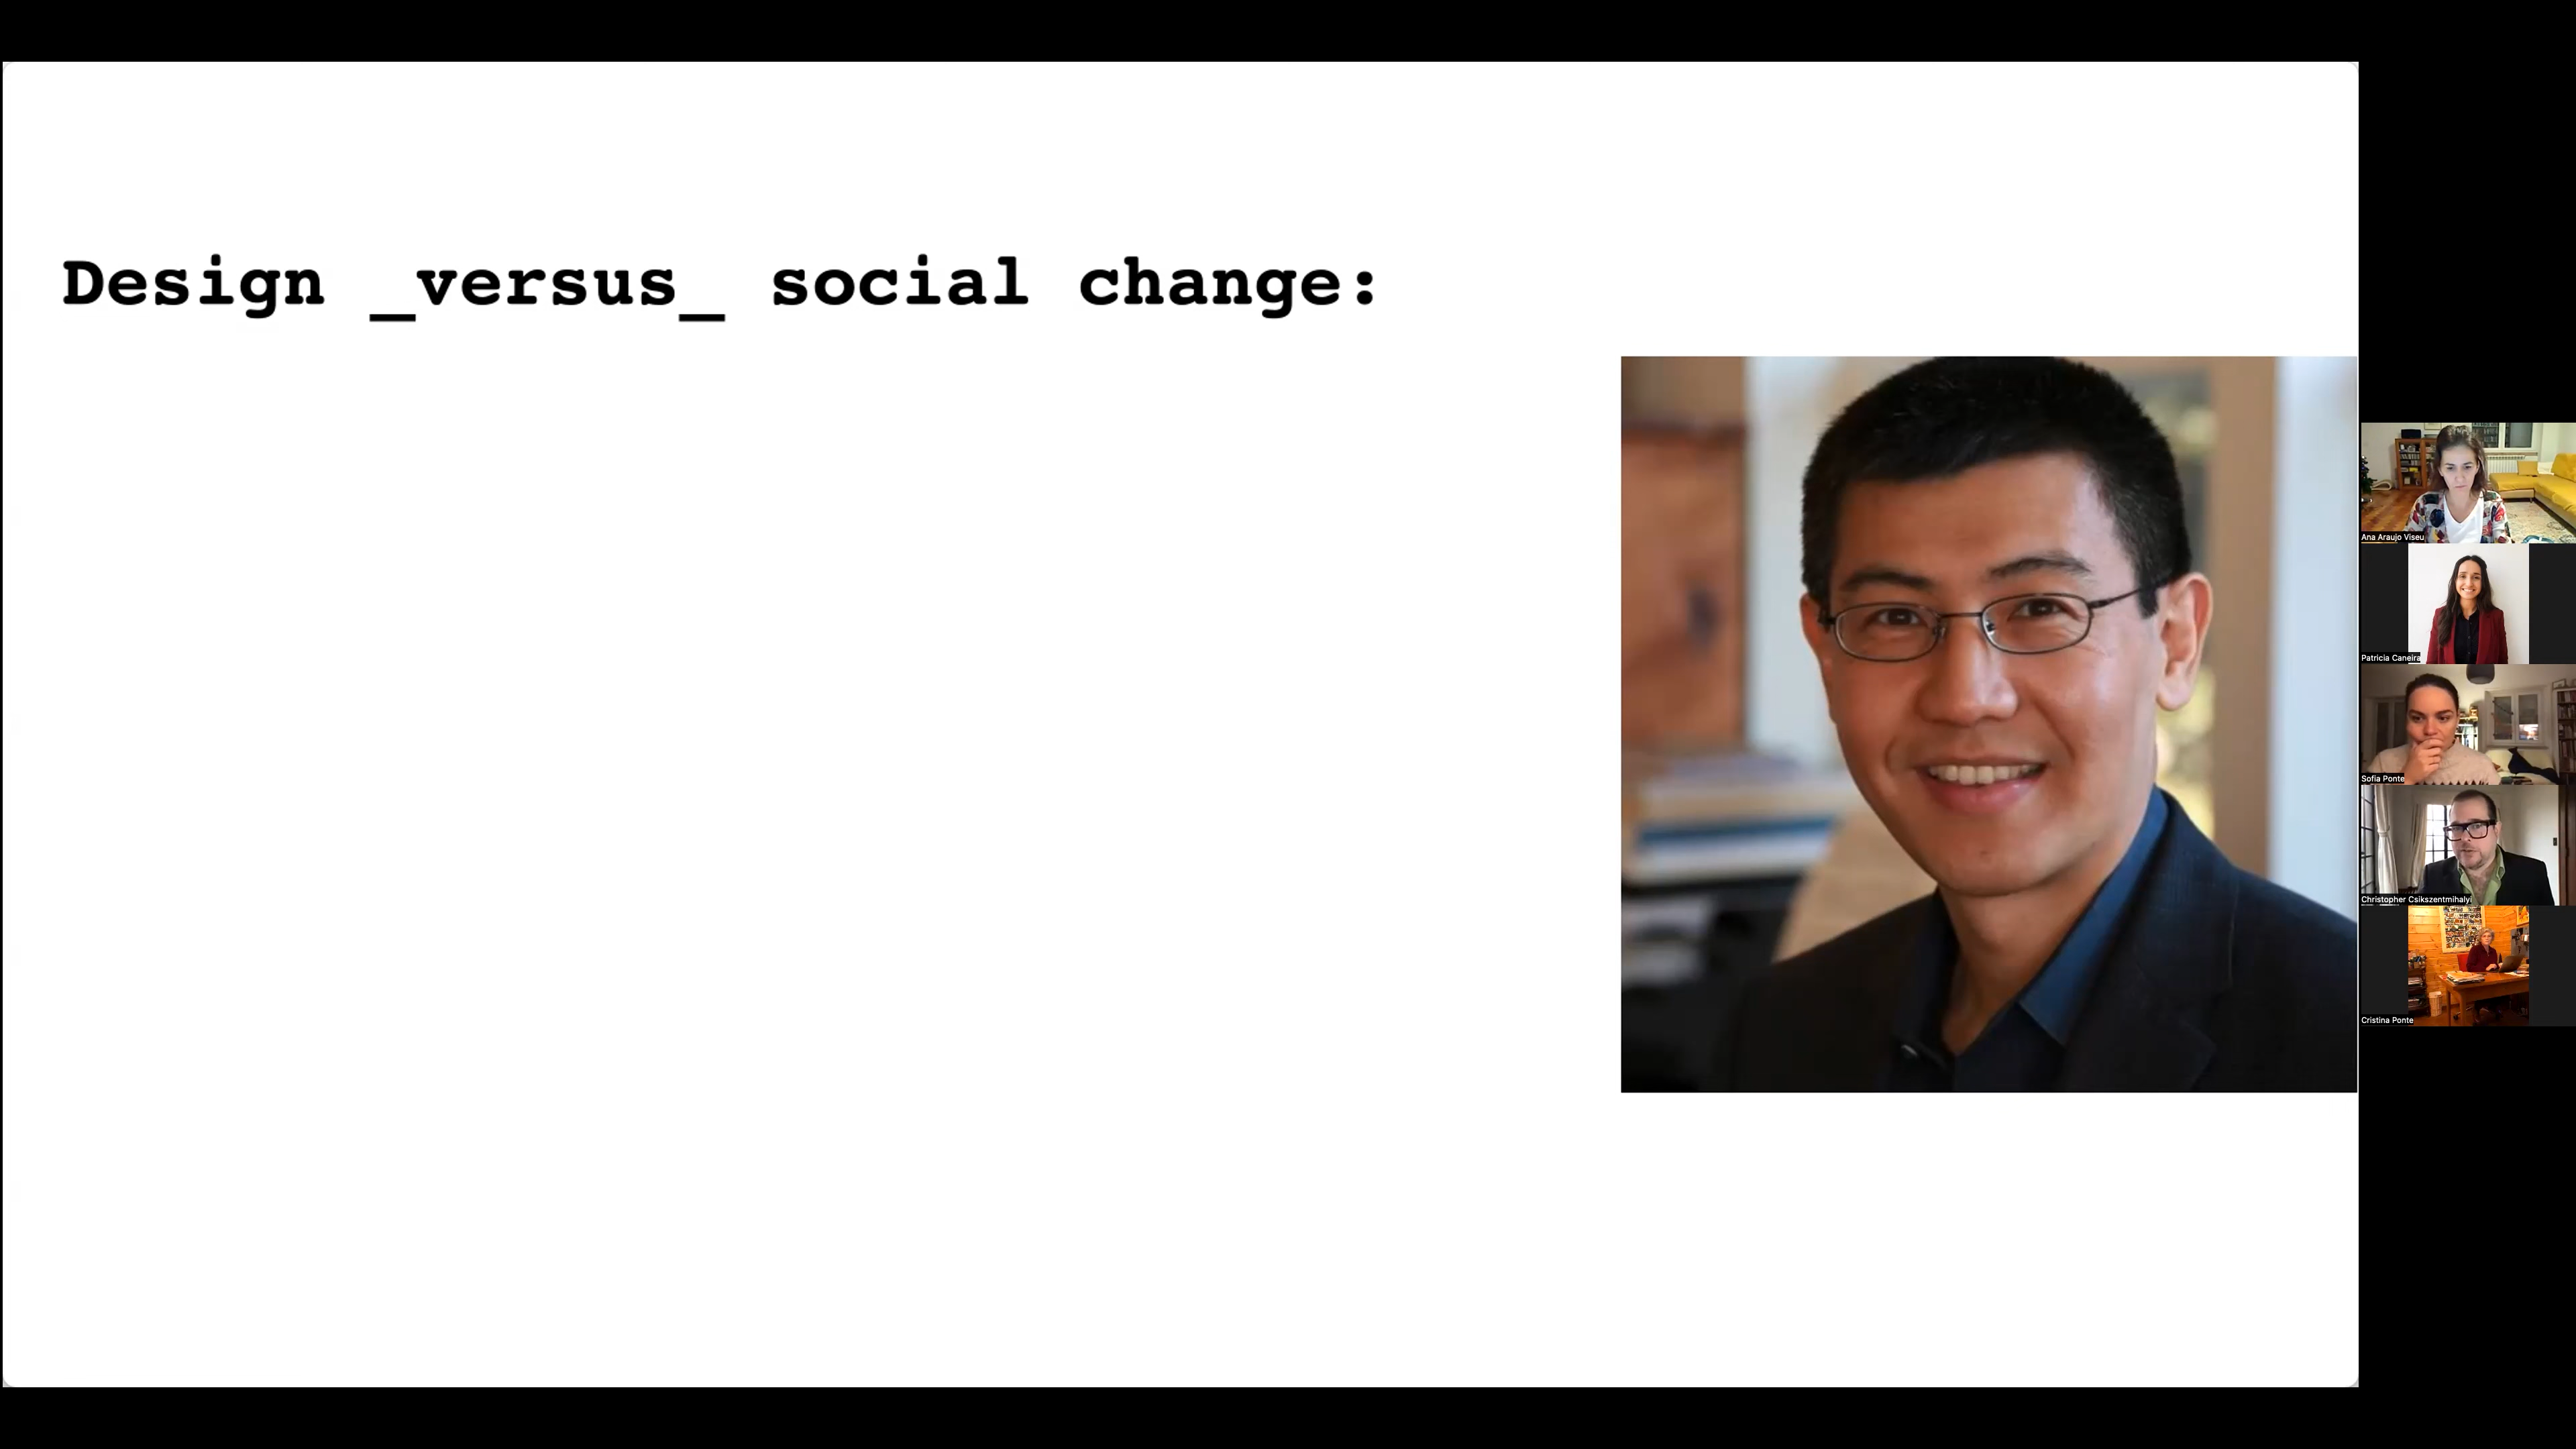 Design _versus_ social change:
Ana Araujo Viseu
Patricia Caneira
Sofia Ponte
Christopher Csikszentmihalyi
Cristina Ponte